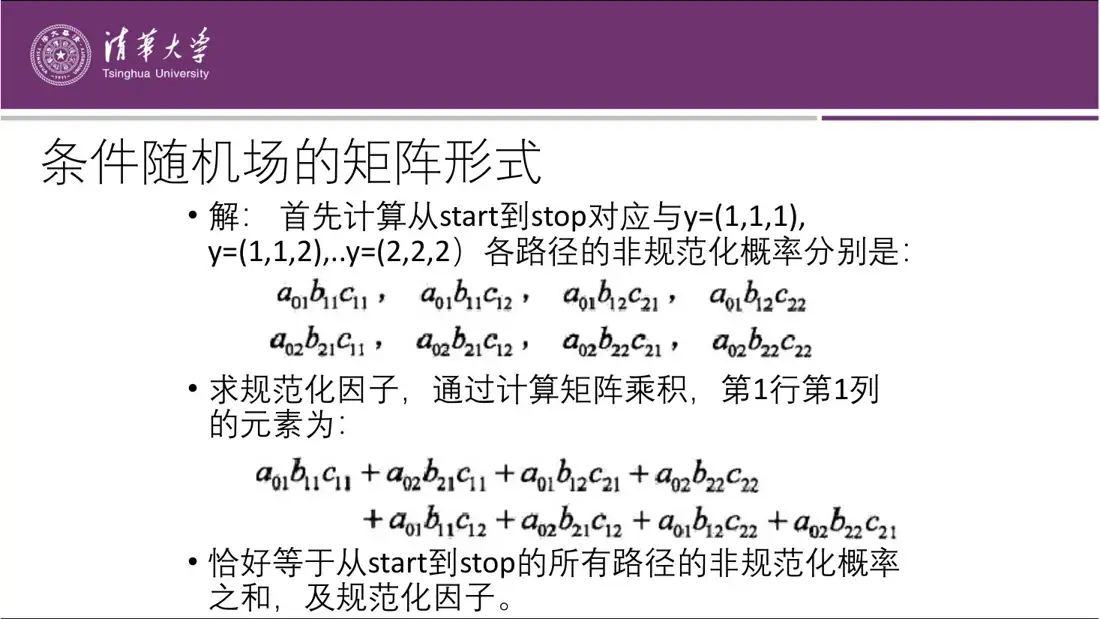 清华大学
Tsinghua University
条件随机场的矩阵形式
• 解： 首先计算从start到stop对应与y=(1,1,1),
y=(1,1,2),..y=(2,2,2）各路径的非规范化概率分别是：
a₀₁b₁₁c₁₁， a₀₁b₁₁c₁₂， a₀₁b₁₂c₂₁， a₀₁b₁₂c₂₂
a₀₂b₂₁c₁₁， a₀₂b₂₁c₁₂， a₀₂b₂₂c₂₁， a₀₂b₂₂c₂₂
• 求规范化因子，通过计算矩阵乘积，第1行第1列
的元素为：
a₀₁b₁₁c₁₁ + a₀₂b₂₁c₁₁ + a₀₁b₁₂c₂₁ + a₀₂b₂₂c₂₂
+ a₀₁b₁₁c₁₂ + a₀₂b₂₁c₁₂ + a₀₁b₁₂c₂₂ + a₀₂b₂₂c₂₁
• 恰好等于从start到stop的所有路径的非规范化概率
之和，及规范化因子。